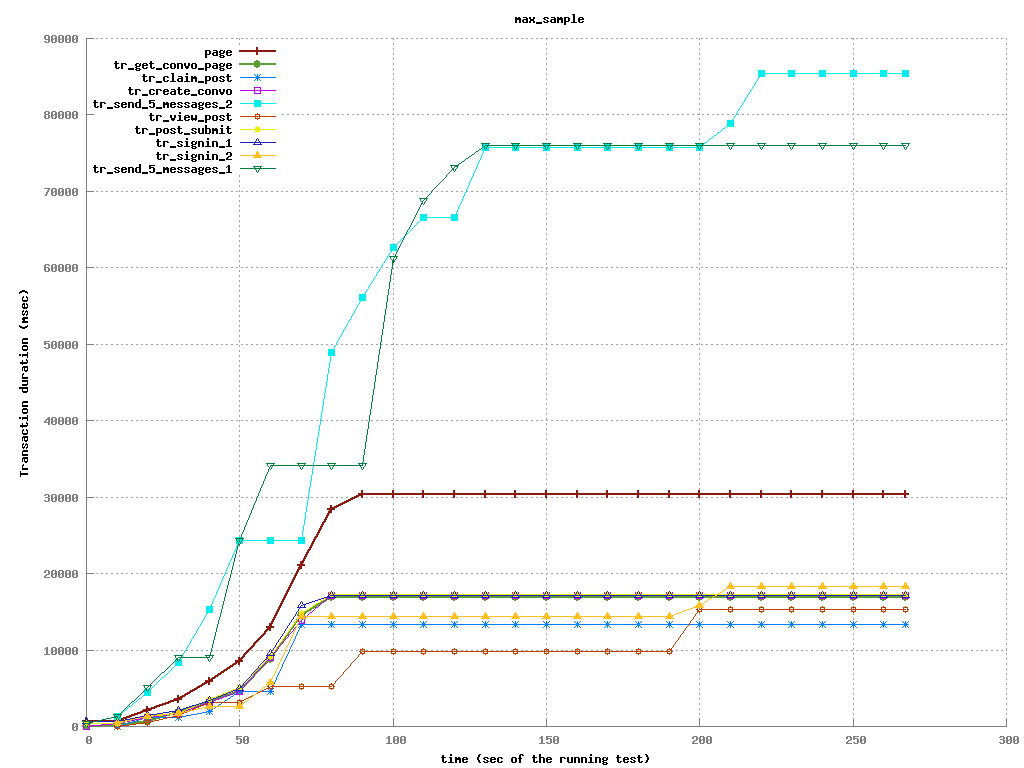 max_sample
90000
80000
70000
60000
50000
40000
30000
20000
10000
0
Transaction duration (msec)
page
tr_get_convo_page
tr_claim_post
tr_create_convo
tr_send_5_messages_2
tr_view_post
tr_post_submit
tr_signin_1
tr_signin_2
tr_send_5_messages_1
0 50 100 150 200 250 300
time (sec of the running test)